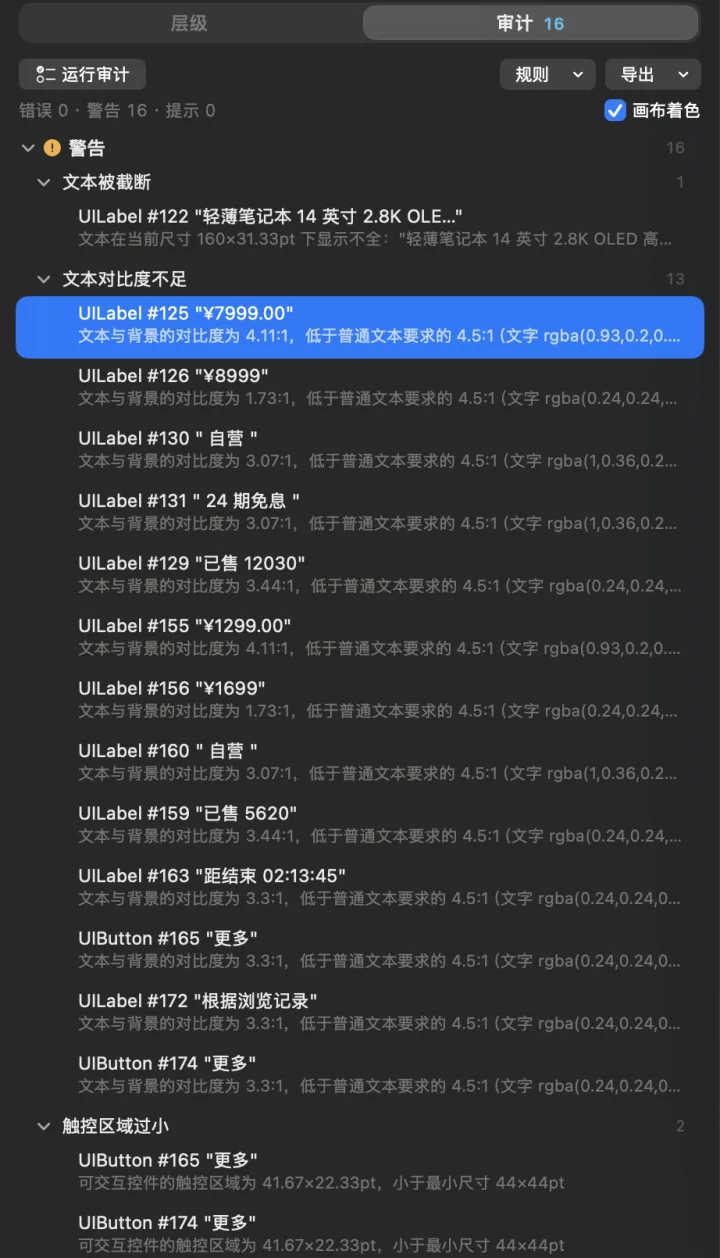 层级
审计 16
运行审计
规则
导出
错误 0 · 警告 16 · 提示 0
画布着色
警告 16
文本被截断 1
UILabel #122 "轻薄笔记本 14 英寸 2.8K OLE..."
文本在当前尺寸 160×31.33pt 下显示不全："轻薄笔记本 14 英寸 2.8K OLED 高...
文本对比度不足 13
UILabel #125 "¥7999.00"
文本与背景的对比度为 4.11:1，低于普通文本要求的 4.5:1 (文字 rgba(0.93,0.2,0....
UILabel #126 "¥8999"
文本与背景的对比度为 1.73:1，低于普通文本要求的 4.5:1 (文字 rgba(0.24,0.24,...
UILabel #130 " 自营 "
文本与背景的对比度为 3.07:1，低于普通文本要求的 4.5:1 (文字 rgba(1,0.36,0.2...
UILabel #131 " 24 期免息 "
文本与背景的对比度为 3.07:1，低于普通文本要求的 4.5:1 (文字 rgba(1,0.36,0.2...
UILabel #129 "已售 12030"
文本与背景的对比度为 3.44:1，低于普通文本要求的 4.5:1 (文字 rgba(0.24,0.24,...
UILabel #155 "¥1299.00"
文本与背景的对比度为 4.11:1，低于普通文本要求的 4.5:1 (文字 rgba(0.93,0.2,0....
UILabel #156 "¥1699"
文本与背景的对比度为 1.73:1，低于普通文本要求的 4.5:1 (文字 rgba(0.24,0.24,...
UILabel #160 " 自营 "
文本与背景的对比度为 3.07:1，低于普通文本要求的 4.5:1 (文字 rgba(1,0.36,0.2...
UILabel #159 "已售 5620"
文本与背景的对比度为 3.44:1，低于普通文本要求的 4.5:1 (文字 rgba(0.24,0.24,...
UILabel #163 "距结束 02:13:45"
文本与背景的对比度为 3.3:1，低于普通文本要求的 4.5:1 (文字 rgba(0.24,0.24,0...
UIButton #165 "更多"
文本与背景的对比度为 3.3:1，低于普通文本要求的 4.5:1 (文字 rgba(0.24,0.24,0...
UILabel #172 "根据浏览记录"
文本与背景的对比度为 3.3:1，低于普通文本要求的 4.5:1 (文字 rgba(0.24,0.24,0...
UIButton #174 "更多"
文本与背景的对比度为 3.3:1，低于普通文本要求的 4.5:1 (文字 rgba(0.24,0.24,0...
触控区域过小 2
UIButton #165 "更多"
可交互控件的触控区域为 41.67×22.33pt，小于最小尺寸 44×44pt
UIButton #174 "更多"
可交互控件的触控区域为 41.67×22.33pt，小于最小尺寸 44×44pt